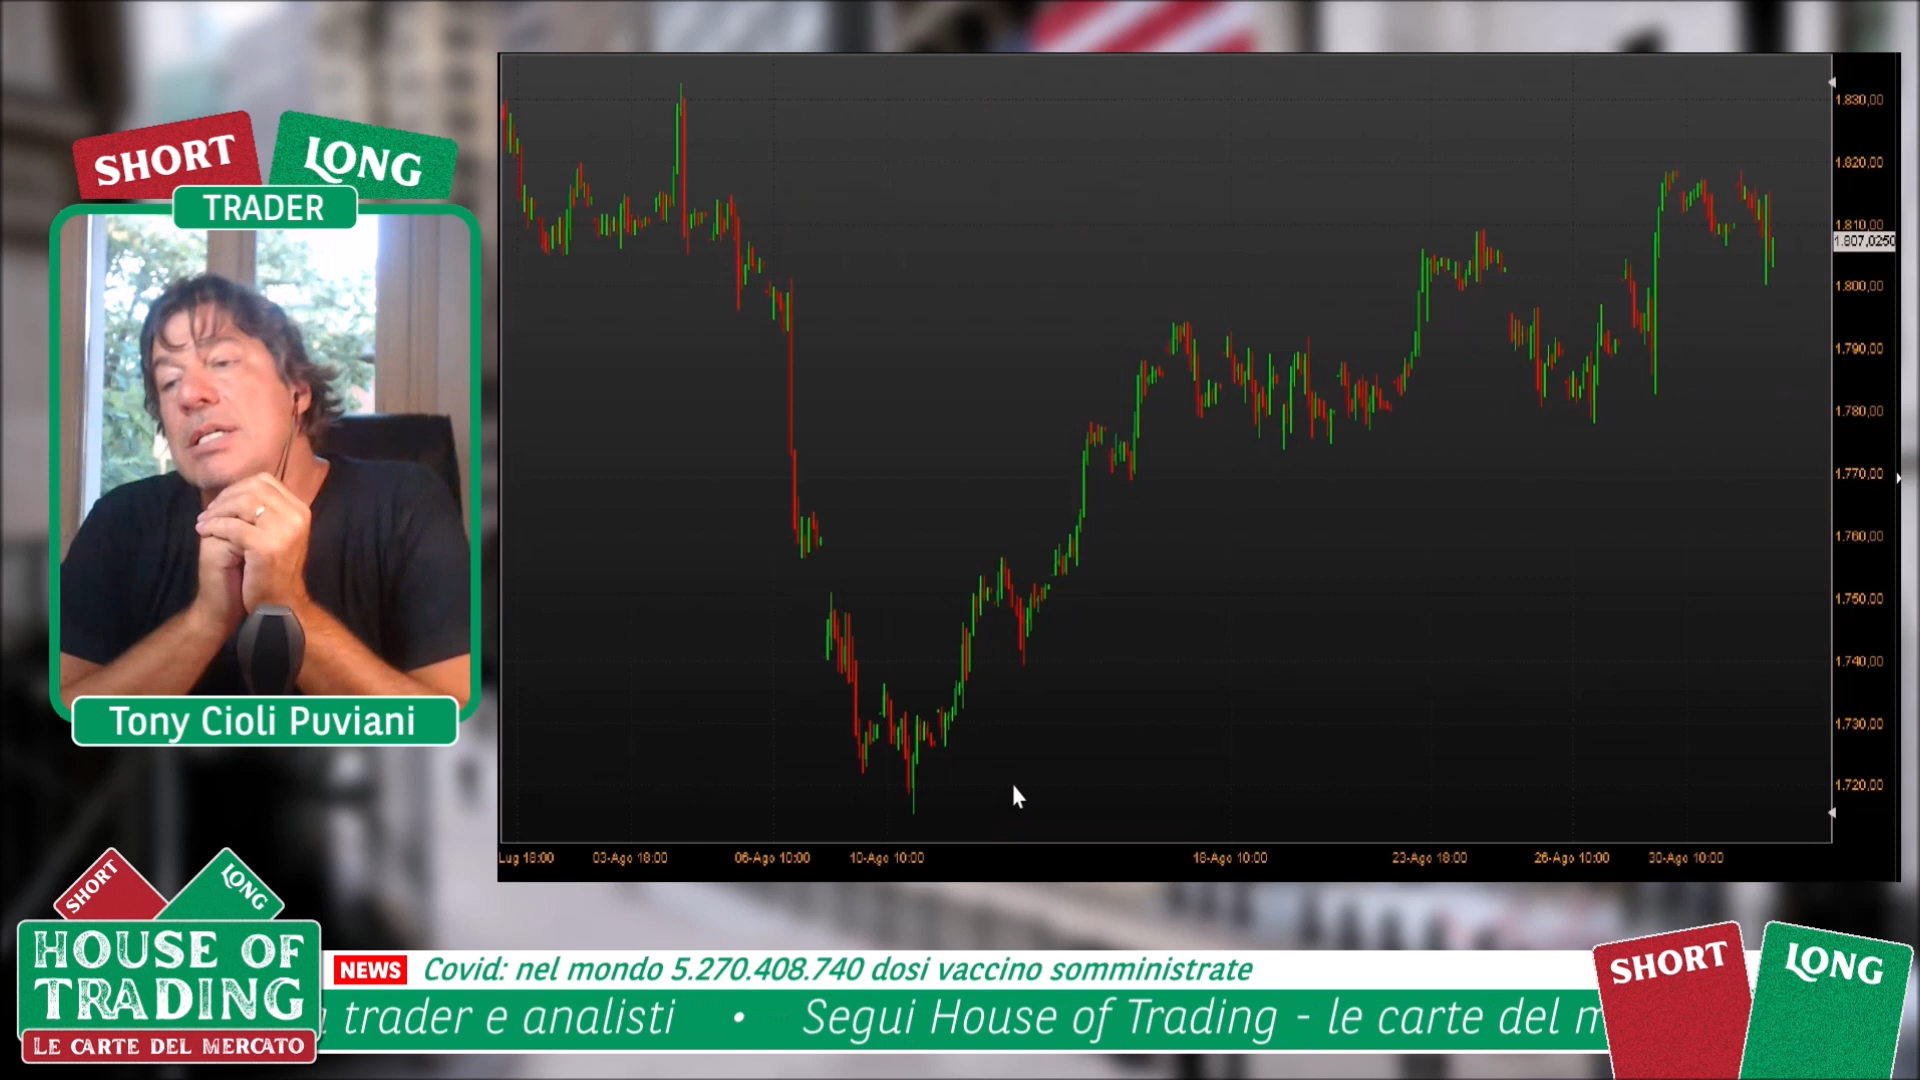 SHORT
LONG
TRADER
Tony Cioli Puviani
1.830,00
1.820,00
1.810,00
1.807,0250
1.800,00
1.790,00
1.780,00
1.770,00
1.760,00
1.750,00
1.740,00
1.730,00
1.720,00
Lug 18:00
03-Ago 18:00
06-Ago 10:00
10-Ago 10:00
18-Ago 10:00
23-Ago 18:00
26-Ago 10:00
30-Ago 10:00
SHORT
LONG
HOUSE OF
TRADING
LE CARTE DEL MERCATO
NEWS Covid: nel mondo 5.270.408.740 dosi vaccino somministrate
trader e analisti • Segui House of Trading - le carte del m
SHORT
LONG